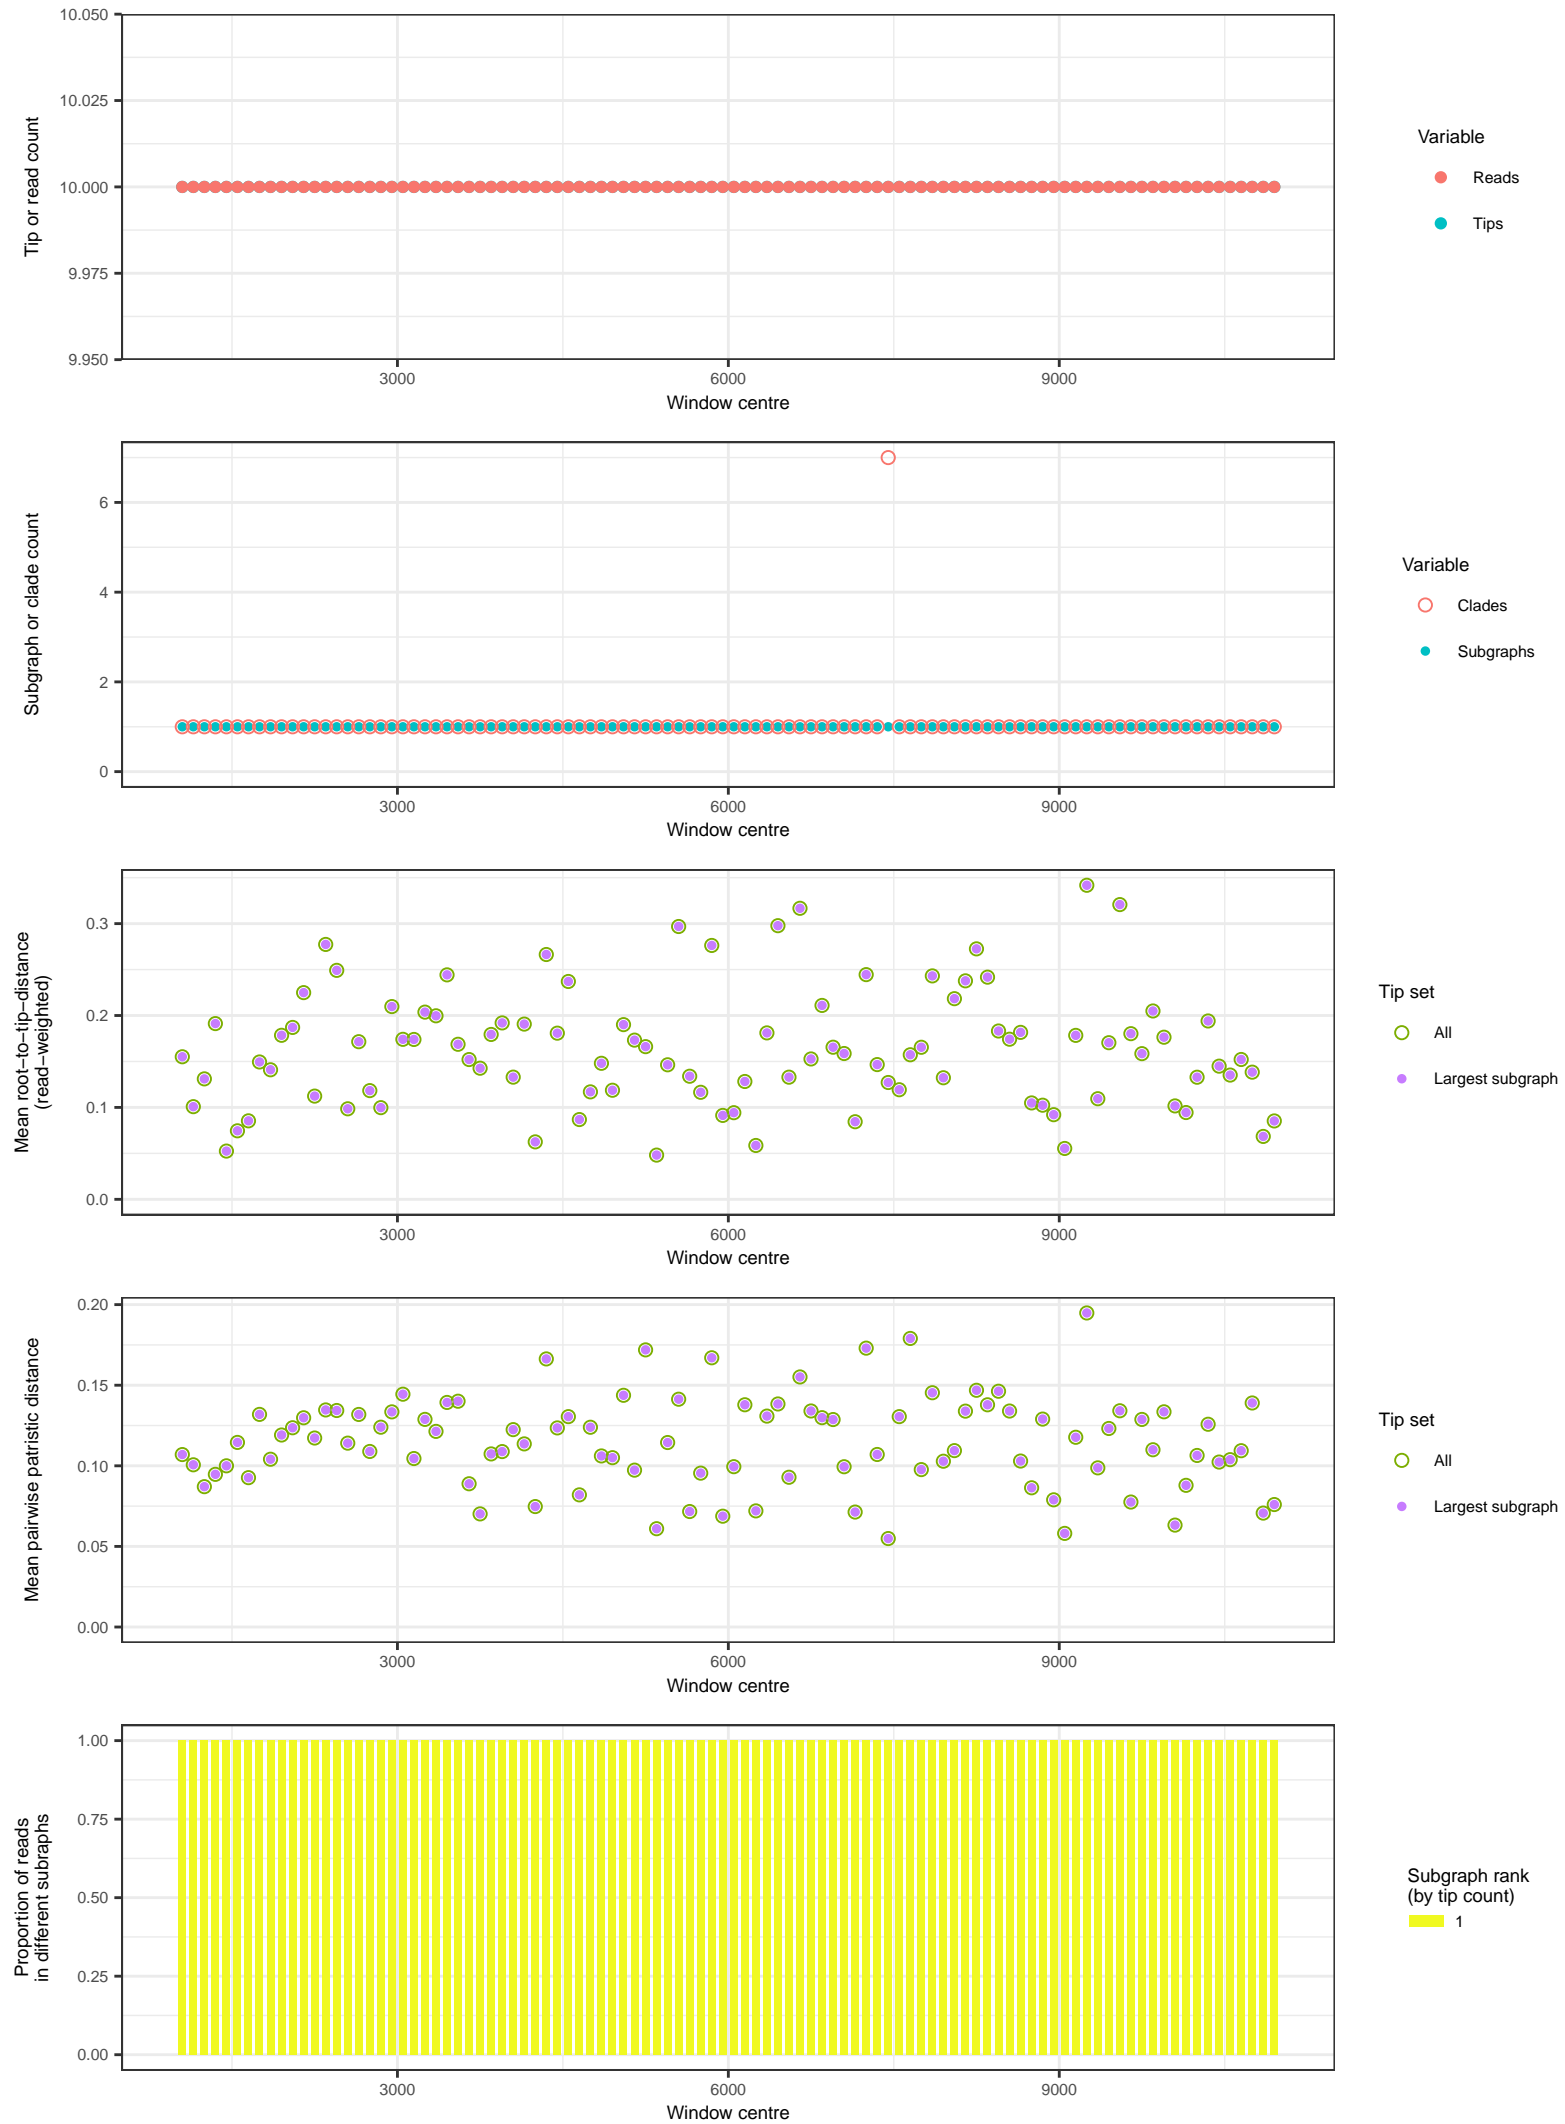 10.050
10.025
10.000
9.975
9.950
Tip or read count
3000
6000
9000
Window centre
Variable
Reads
Tips
6
4
2
0
Subgraph or clade count
3000
6000
9000
Window centre
Variable
Clades
Subgraphs
0.3
0.2
0.1
0.0
Mean root−to−tip−distance
(read−weighted)
3000
6000
9000
Window centre
Tip set
All
Largest subgraph
0.20
0.15
0.10
0.05
0.00
Mean pairwise patristic distance
3000
6000
9000
Window centre
Tip set
All
Largest subgraph
1.00
0.75
0.50
0.25
0.00
Proportion of reads
in different subraphs
3000
6000
9000
Window centre
Subgraph rank
(by tip count)
1